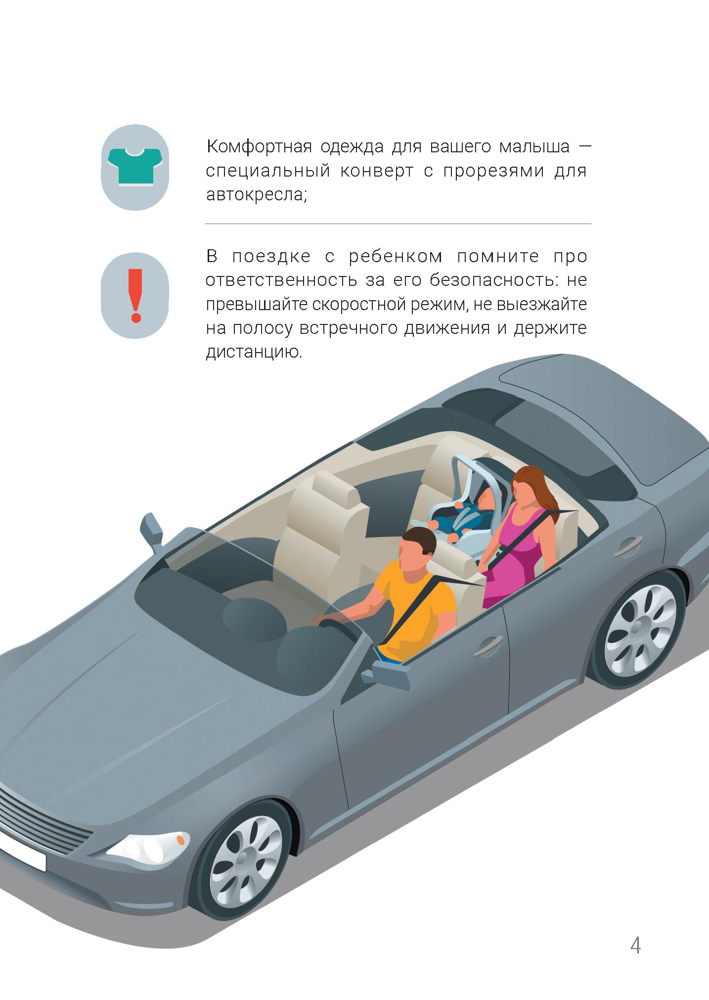 Комфортная одежда для вашего малыша —
специальный конверт с прорезями для
автокресла;
В поездке с ребенком помните про
ответственность за его безопасность: не
превышайте скоростной режим, не выезжайте
на полосу встречного движения и держите
дистанцию.
4